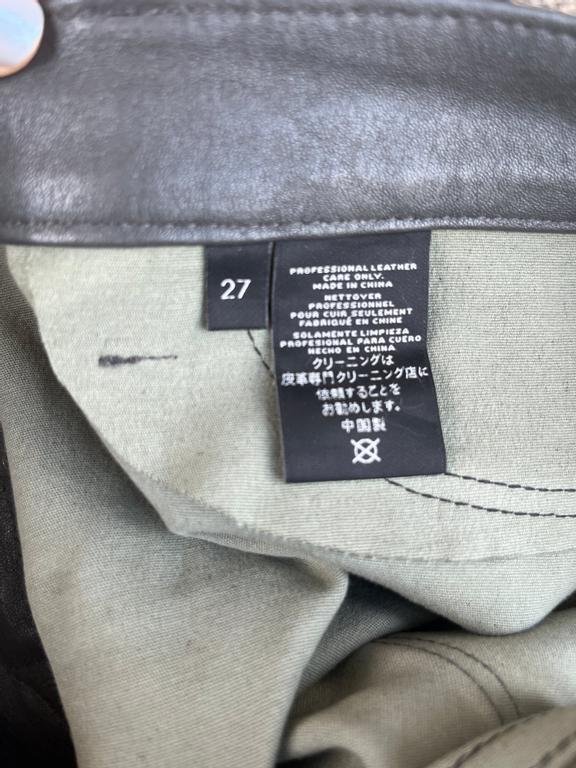 27
PROFESSIONAL LEATHER
CARE ONLY.
MADE IN CHINA
NETTOYER
PROFESSIONNEL
POUR CUIR SEULEMENT
FABRIQUÉ EN CHINE
SOLAMENTE LIMPIEZA
PROFESIONAL PARA CUERO
HECHO EN CHINA
クリーニングは
皮革専門クリーニング店に
依頼することを
お勧めします。
中国製